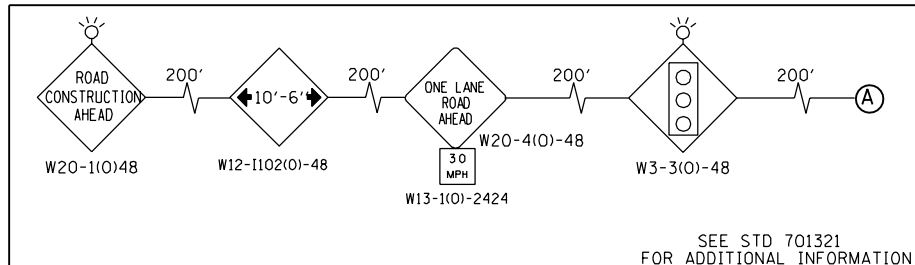 ROAD
CONSTRUCTION
AHEAD
W20-1(O)48
200'
10'-6"
W12-I102(O)-48
200'
ONE LANE
ROAD
AHEAD
W20-4(O)-48
30
MPH
W13-1(O)-2424
200'
W3-3(O)-48
200'
A
SEE STD 701321
FOR ADDITIONAL INFORMATION